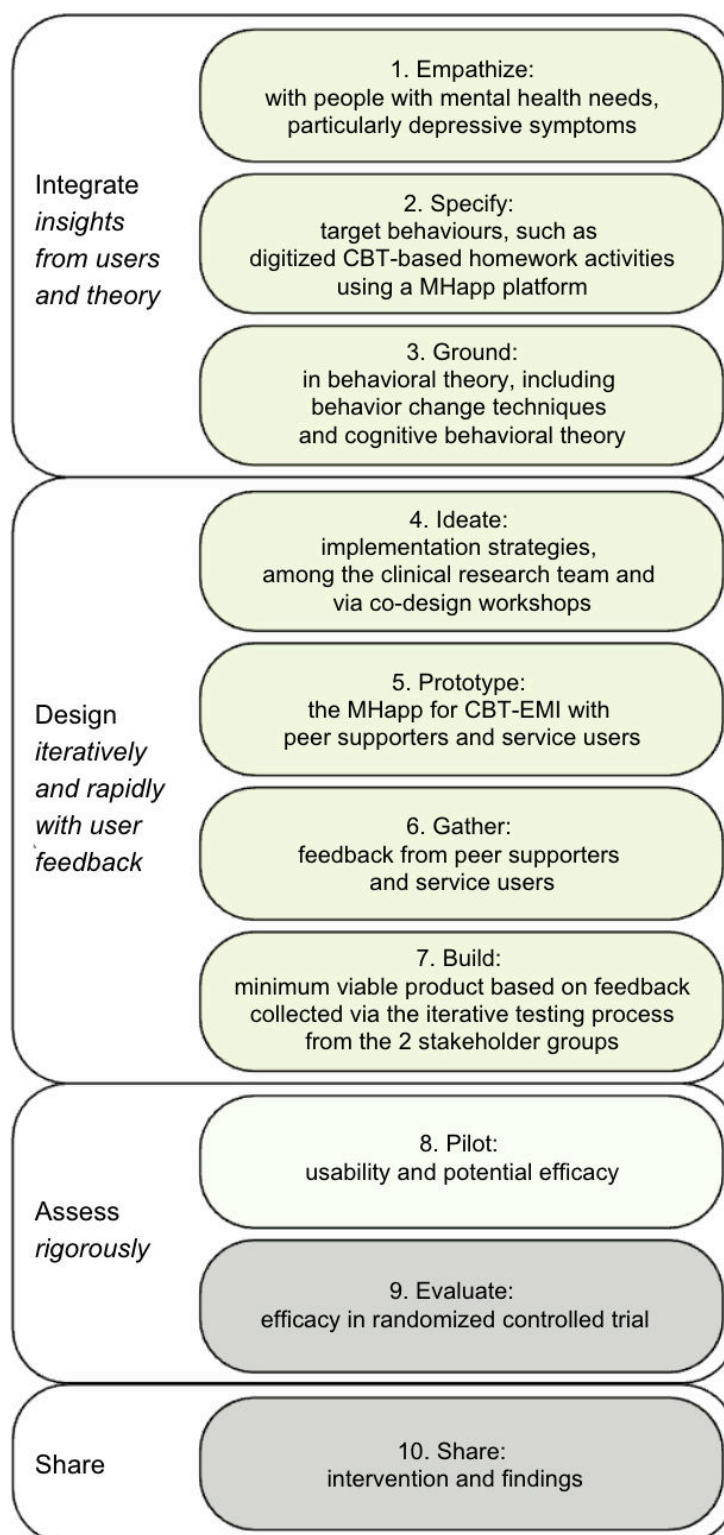 Integrate
insights
from users
and theory
1. Empathize:
with people with mental health needs,
particularly depressive symptoms
2. Specify:
target behaviours, such as
digitized CBT-based homework activities
using a MHapp platform
3. Ground:
in behavioral theory, including
behavior change techniques
and cognitive behavioral theory
Design
iteratively
and rapidly
with user
feedback
4. Ideate:
implementation strategies,
among the clinical research team and
via co-design workshops
5. Prototype:
the MHapp for CBT-EMI with
peer supporters and service users
6. Gather:
feedback from peer supporters
and service users
7. Build:
minimum viable product based on feedback
collected via the iterative testing process
from the 2 stakeholder groups
Assess
rigorously
8. Pilot:
usability and potential efficacy
9. Evaluate:
efficacy in randomized controlled trial
Share
10. Share:
intervention and findings